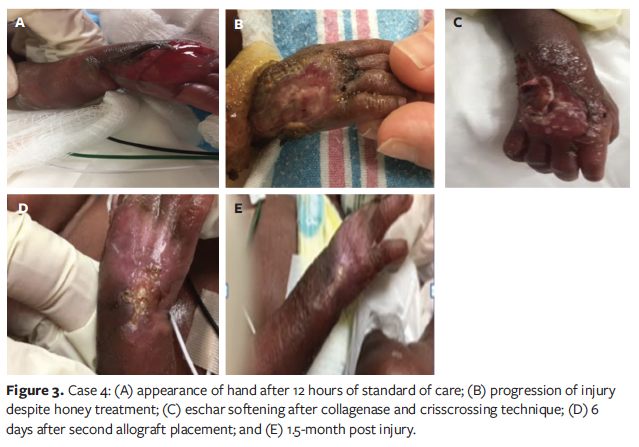 A
B
C
D
E
Figure 3. Case 4: (A) appearance of hand after 12 hours of standard of care; (B) progression of injury
despite honey treatment; (C) eschar softening after collagenase and crisscrossing technique; (D) 6
days after second allograft placement; and (E) 1.5-month post injury.